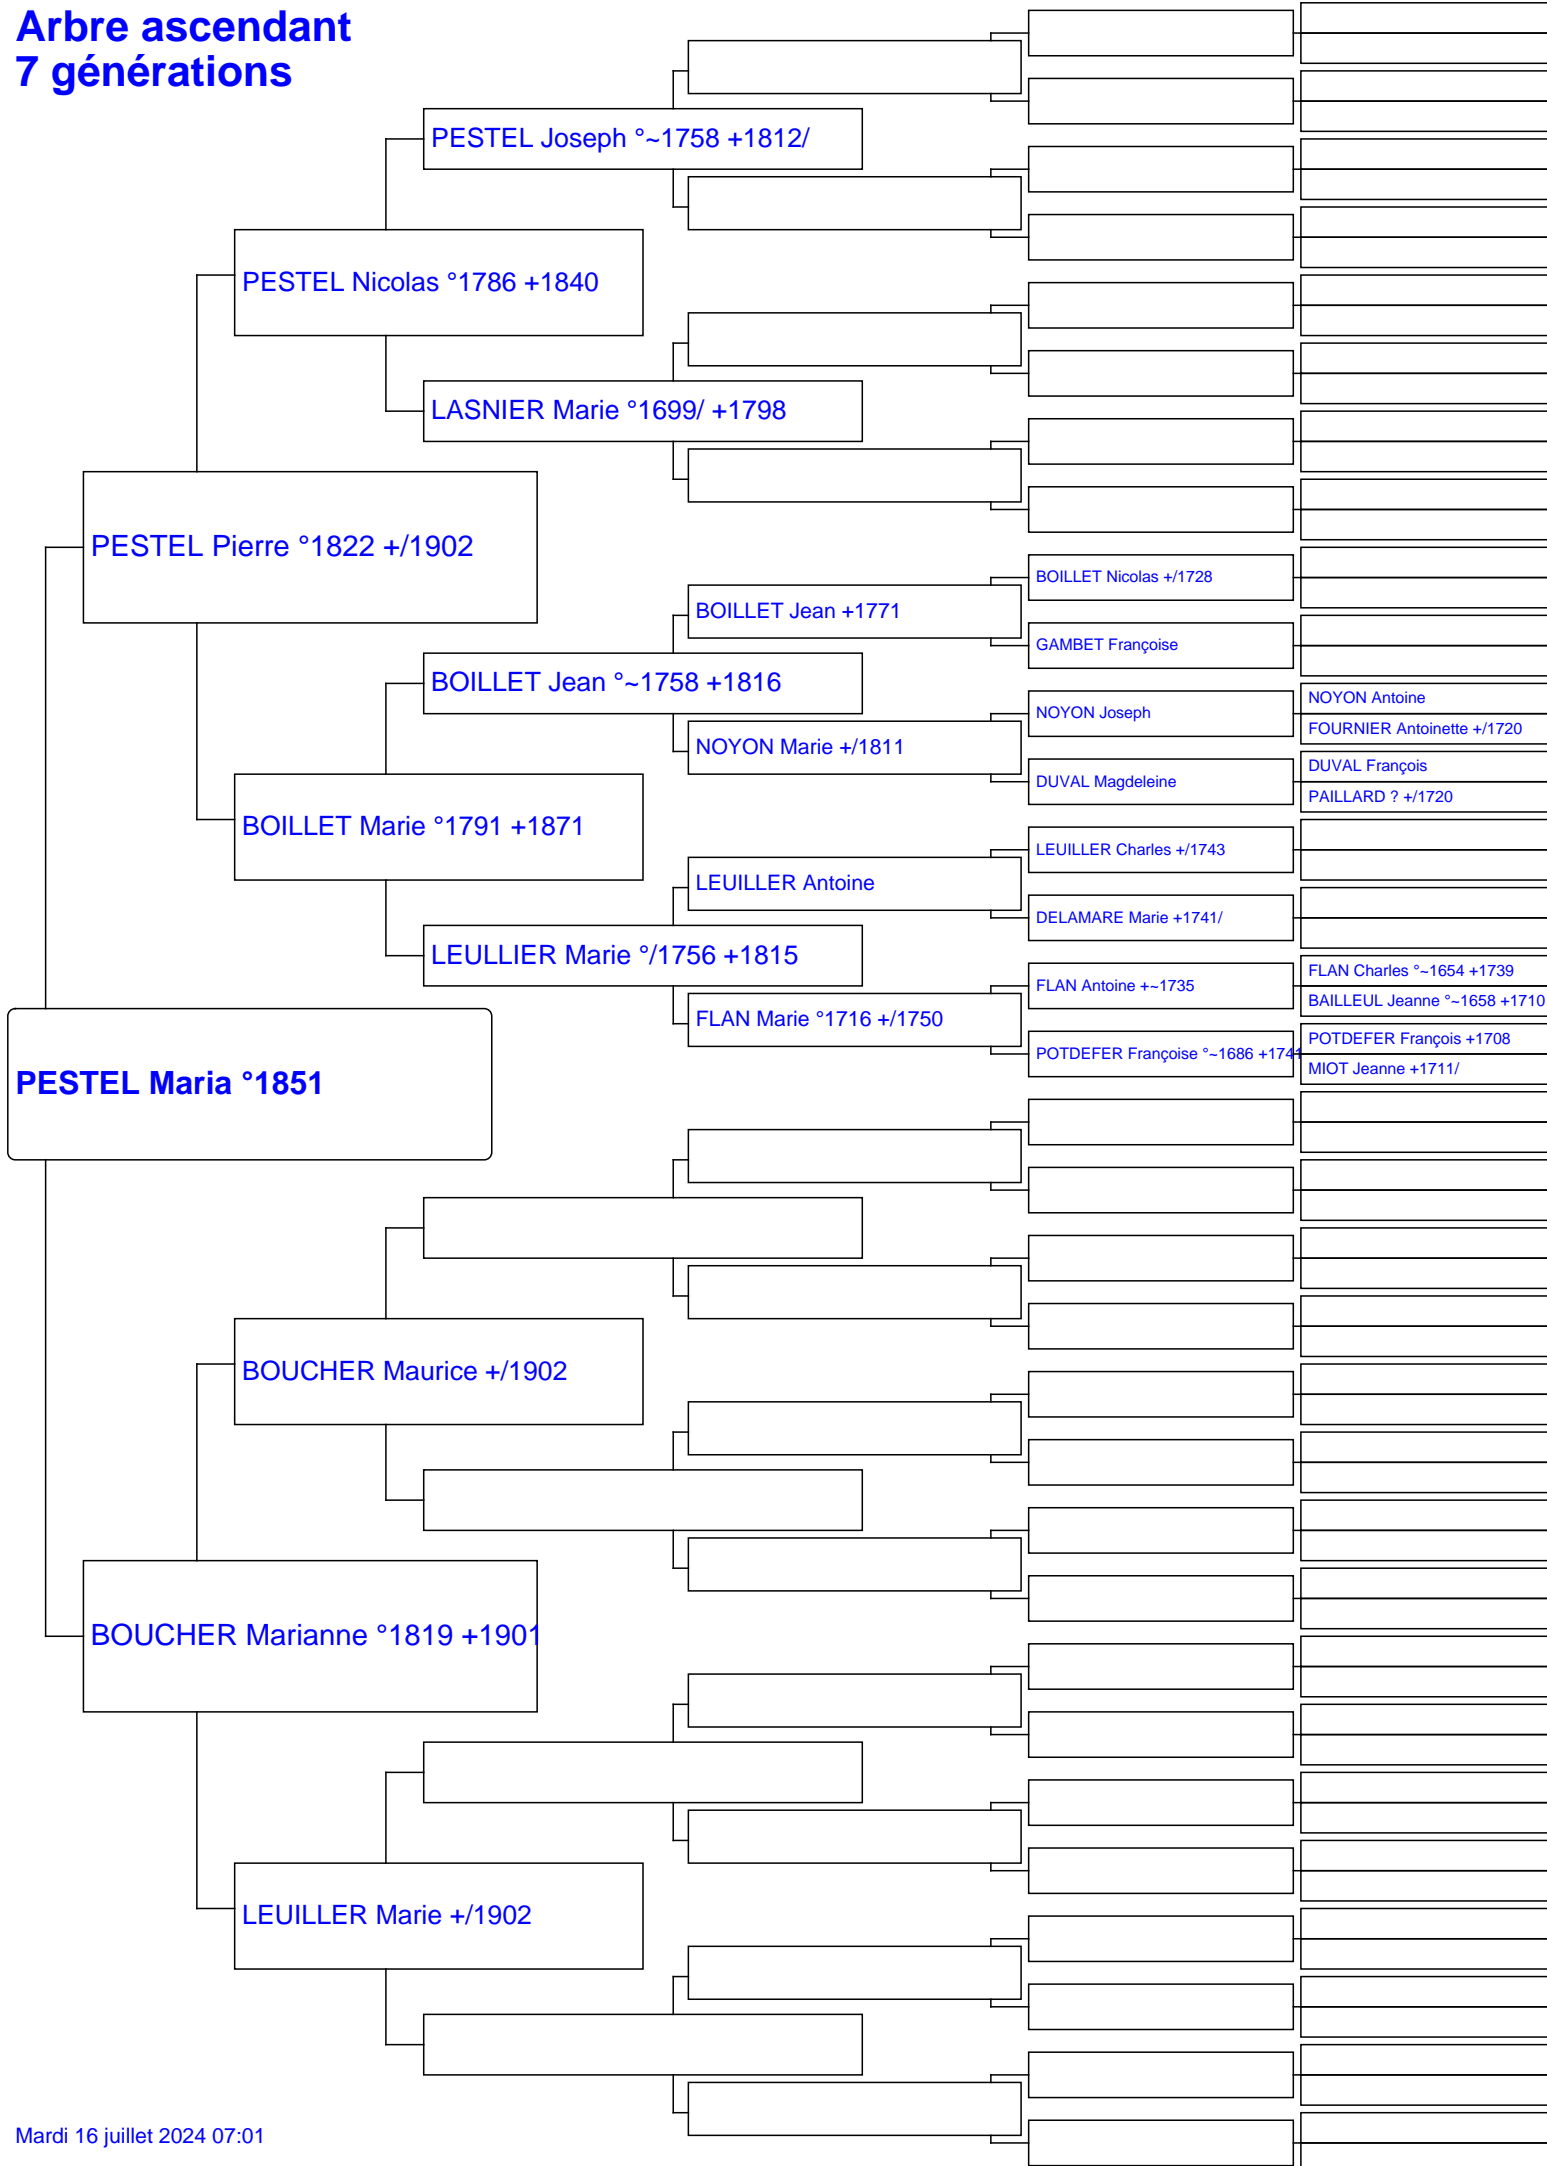 Arbre ascendant
7 générations
PESTEL Joseph °~1758 +1812/
PESTEL Nicolas °1786 +1840
LASNIER Marie °1699/ +1798
PESTEL Pierre °1822 +/1902
BOILLET Nicolas +/1728
BOILLET Jean +1771
GAMBET Françoise
BOILLET Jean °~1758 +1816
NOYON Antoine
NOYON Joseph
FOURNIER Antoinette +/1720
NOYON Marie +/1811
DUVAL François
DUVAL Magdeleine
PAILLARD ? +/1720
BOILLET Marie °1791 +1871
LEUILLER Charles +/1743
LEUILLER Antoine
DELAMARE Marie +1741/
LEULLIER Marie °/1756 +1815
FLAN Charles °~1654 +1739
FLAN Antoine +~1735
BAILLEUL Jeanne °~1658 +1710
FLAN Marie °1716 +/1750
POTDEFER François +1708
POTDEFER Françoise °~1686 +1741
MIOT Jeanne +1711/
PESTEL Maria °1851
BOUCHER Maurice +/1902
BOUCHER Marianne °1819 +1901
LEUILLER Marie +/1902
Mardi 16 juillet 2024 07:01